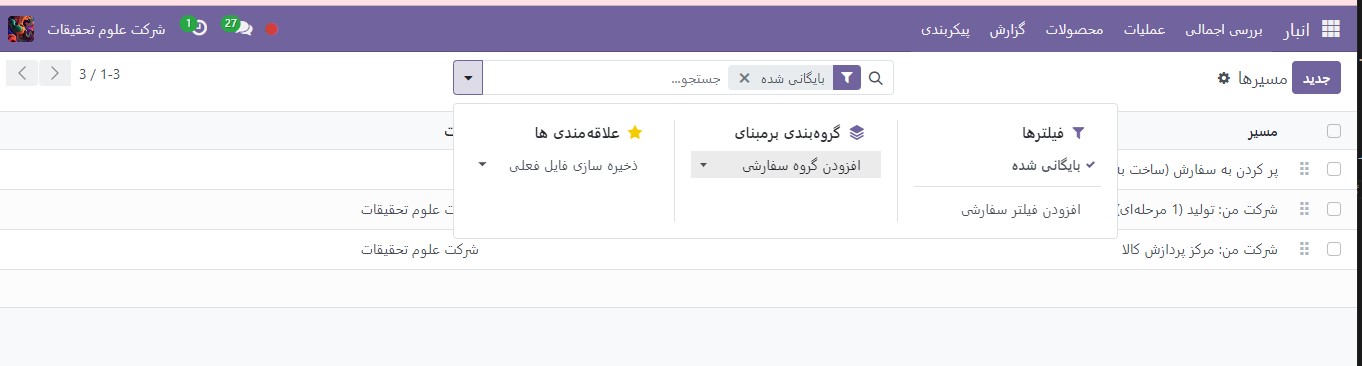 انبار بررسی اجمالی عملیات محصولات گزارش پیکربندی 27 1 شرکت علوم تحقیقات
جدید مسیرها بایگانی شده جستجو... 3 / 1-3
مسیر
فیلترها گروه‌بندی برمبنای علاقه‌مندی ها
بایگانی شده افزودن گروه سفارشی ذخیره سازی فایل فعلی
افزودن فیلتر سفارشی
پر کردن به سفارش (ساخت به
شرکت من: تولید (1 مرحله‌ای) شرکت علوم تحقیقات
شرکت من: مرکز پردازش کالا شرکت علوم تحقیقات